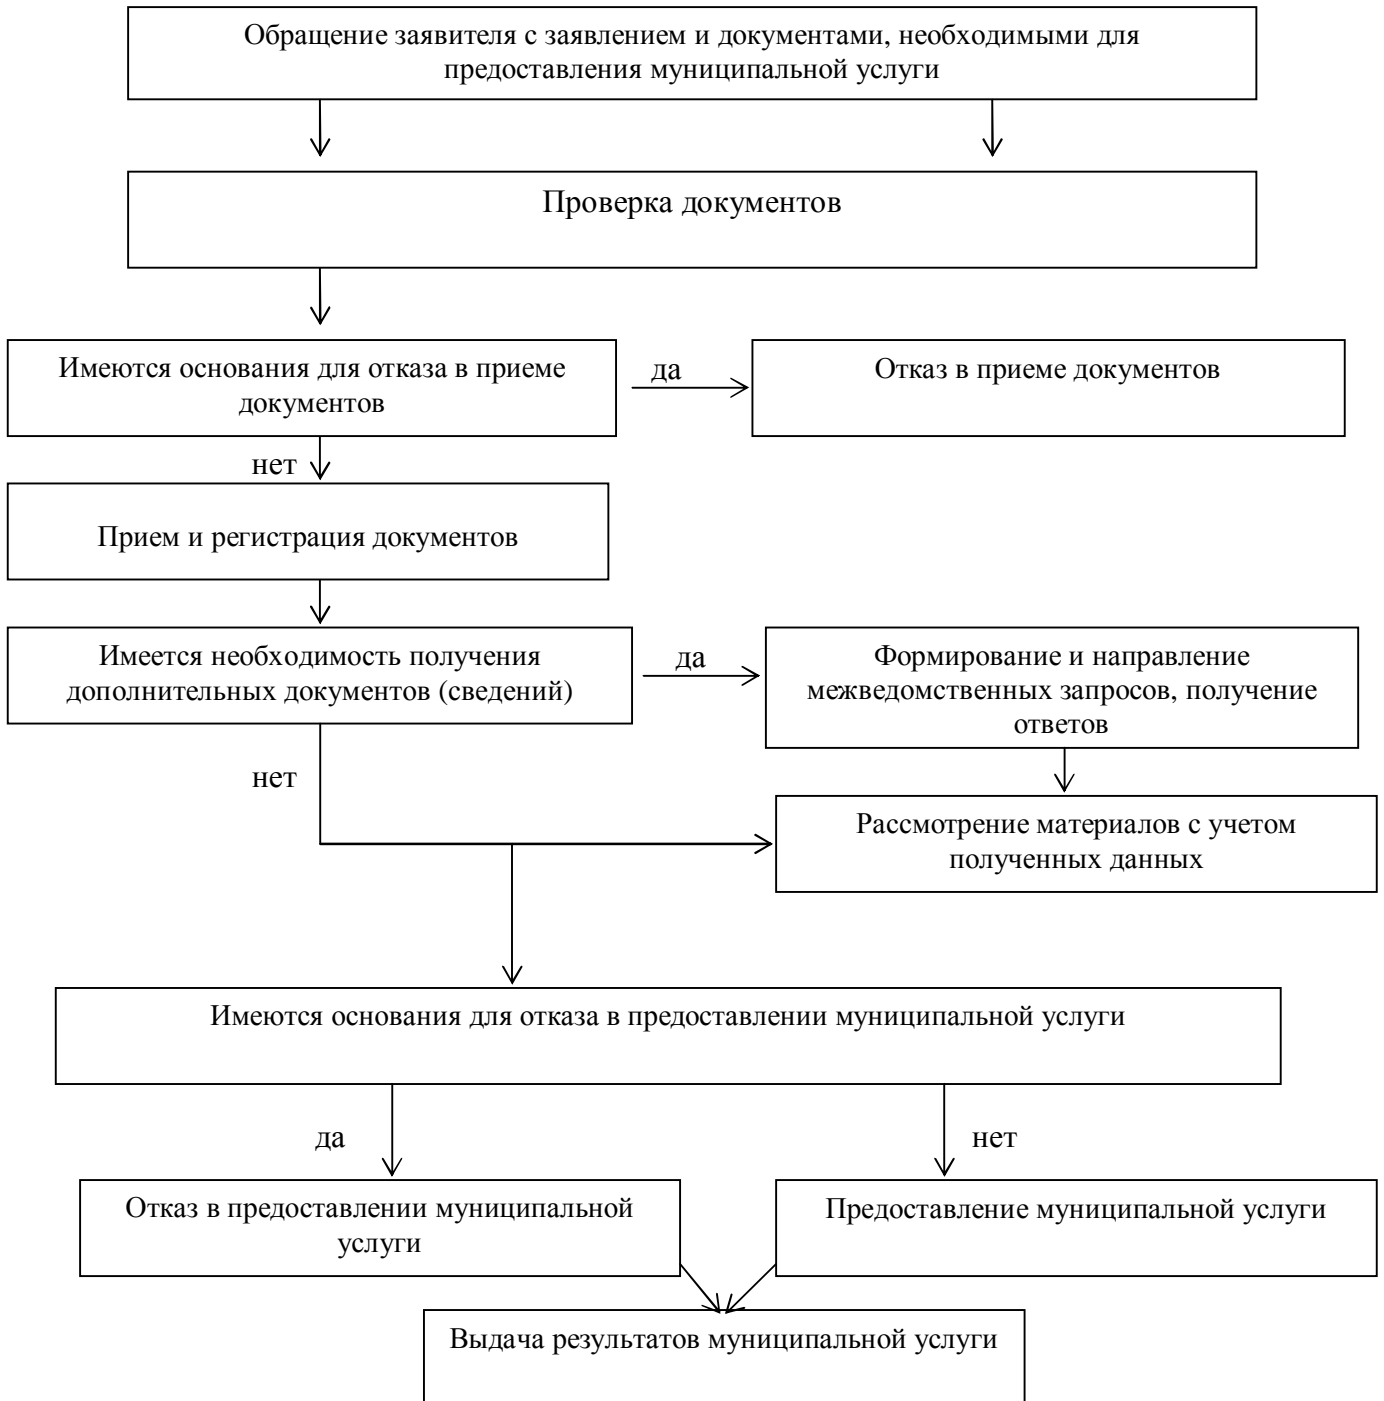 Обращение заявителя с заявлением и документами, необходимыми для
предоставления муниципальной услуги
Проверка документов
Имеются основания для отказа в приеме
документов
да
Отказ в приеме документов
нет
Прием и регистрация документов
Имеется необходимость получения
дополнительных документов (сведений)
да
Формирование и направление
межведомственных запросов, получение
ответов
нет
Рассмотрение материалов с учетом
полученных данных
Имеются основания для отказа в предоставлении муниципальной услуги
да
нет
Отказ в предоставлении муниципальной
услуги
Предоставление муниципальной услуги
Выдача результатов муниципальной услуги